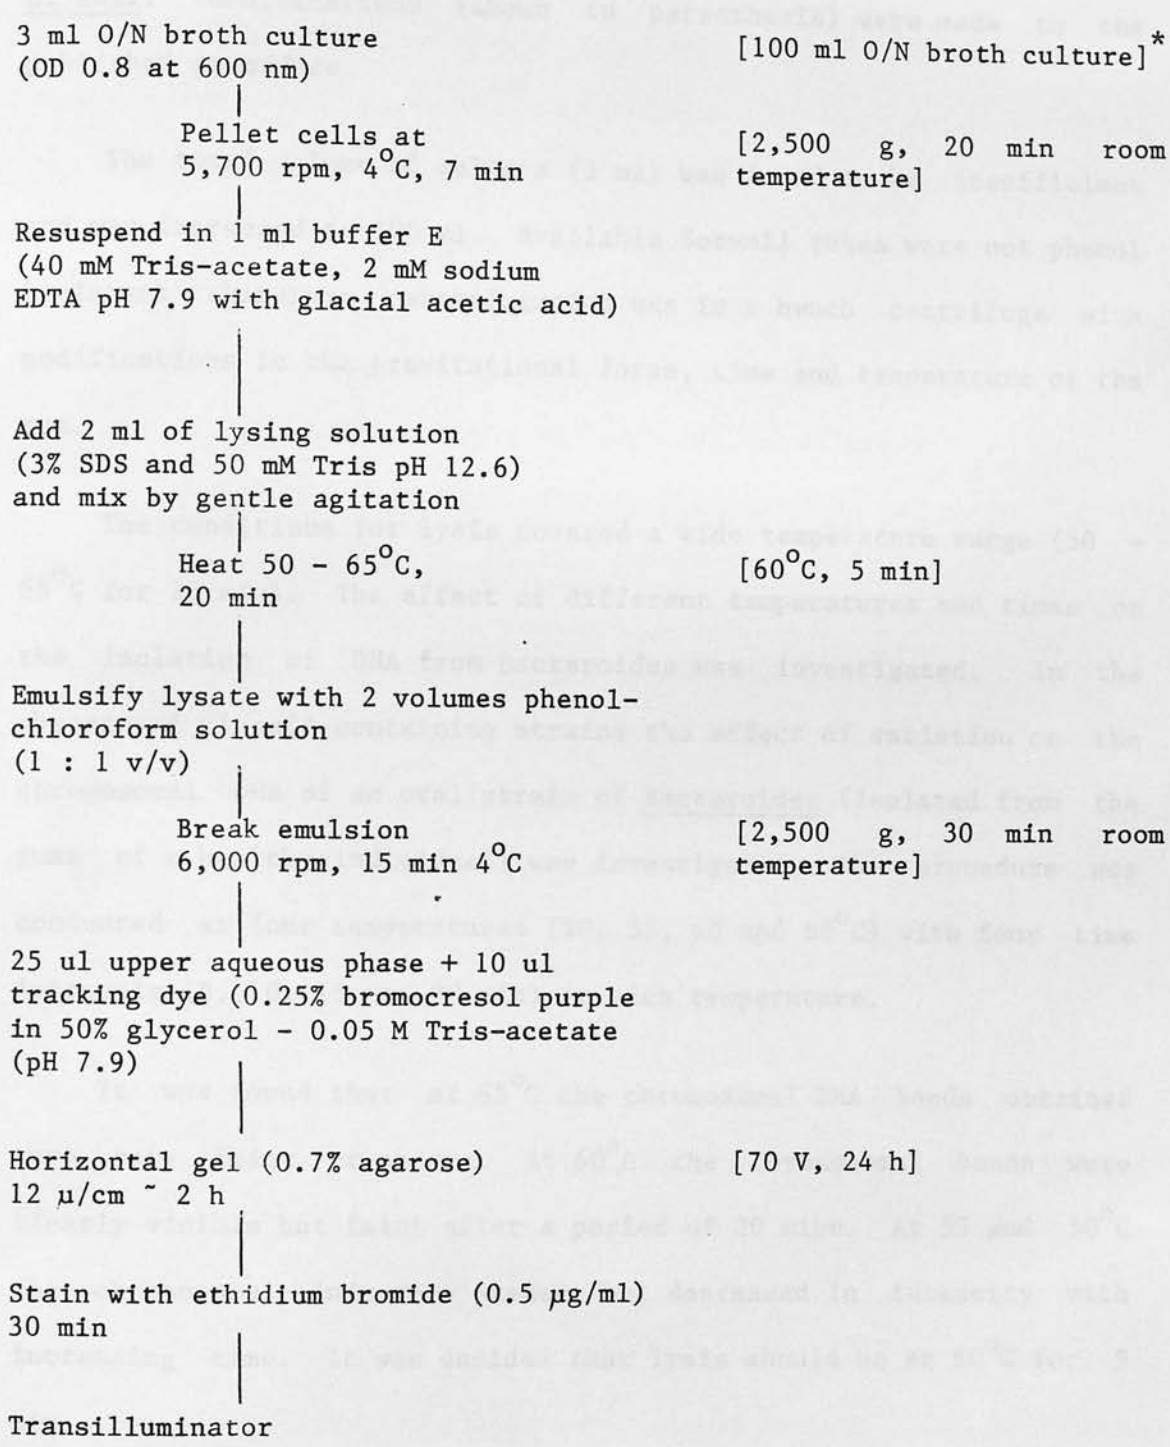 3 ml O/N broth culture [100 ml O/N broth culture]*
(OD 0.8 at 600 nm)
Pellet cells at [2,500 g, 20 min room
5,700 rpm, 4°C, 7 min temperature]
Resuspend in 1 ml buffer E
(40 mM Tris-acetate, 2 mM sodium
EDTA pH 7.9 with glacial acetic acid)
Add 2 ml of lysing solution
(3% SDS and 50 mM Tris pH 12.6)
and mix by gentle agitation
Heat 50 - 65°C, [60°C, 5 min]
20 min
Emulsify lysate with 2 volumes phenol-
chloroform solution
(1 : 1 v/v)
Break emulsion [2,500 g, 30 min room
6,000 rpm, 15 min 4°C temperature]
25 ul upper aqueous phase + 10 ul
tracking dye (0.25% bromocresol purple
in 50% glycerol - 0.05 M Tris-acetate
(pH 7.9)
Horizontal gel (0.7% agarose) [70 V, 24 h]
12 µ/cm ~ 2 h
Stain with ethidium bromide (0.5 µg/ml)
30 min
Transilluminator